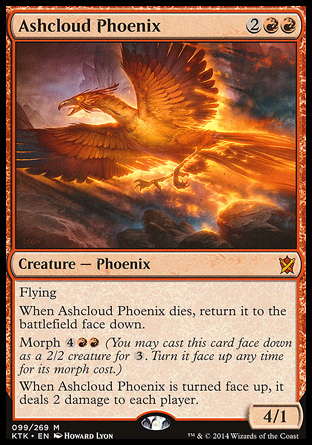 Ashcloud Phoenix 2
Creature — Phoenix
Flying
When Ashcloud Phoenix dies, return it to the
battlefield face down.
Morph 4 (You may cast this card face down
as a 2/2 creature for 3. Turn it face up any time
for its morph cost.)
When Ashcloud Phoenix is turned face up, it
deals 2 damage to each player.
4/1
099/269 M
KTK • EN Howard Lyon
™ & © 2014 Wizards of the Coast